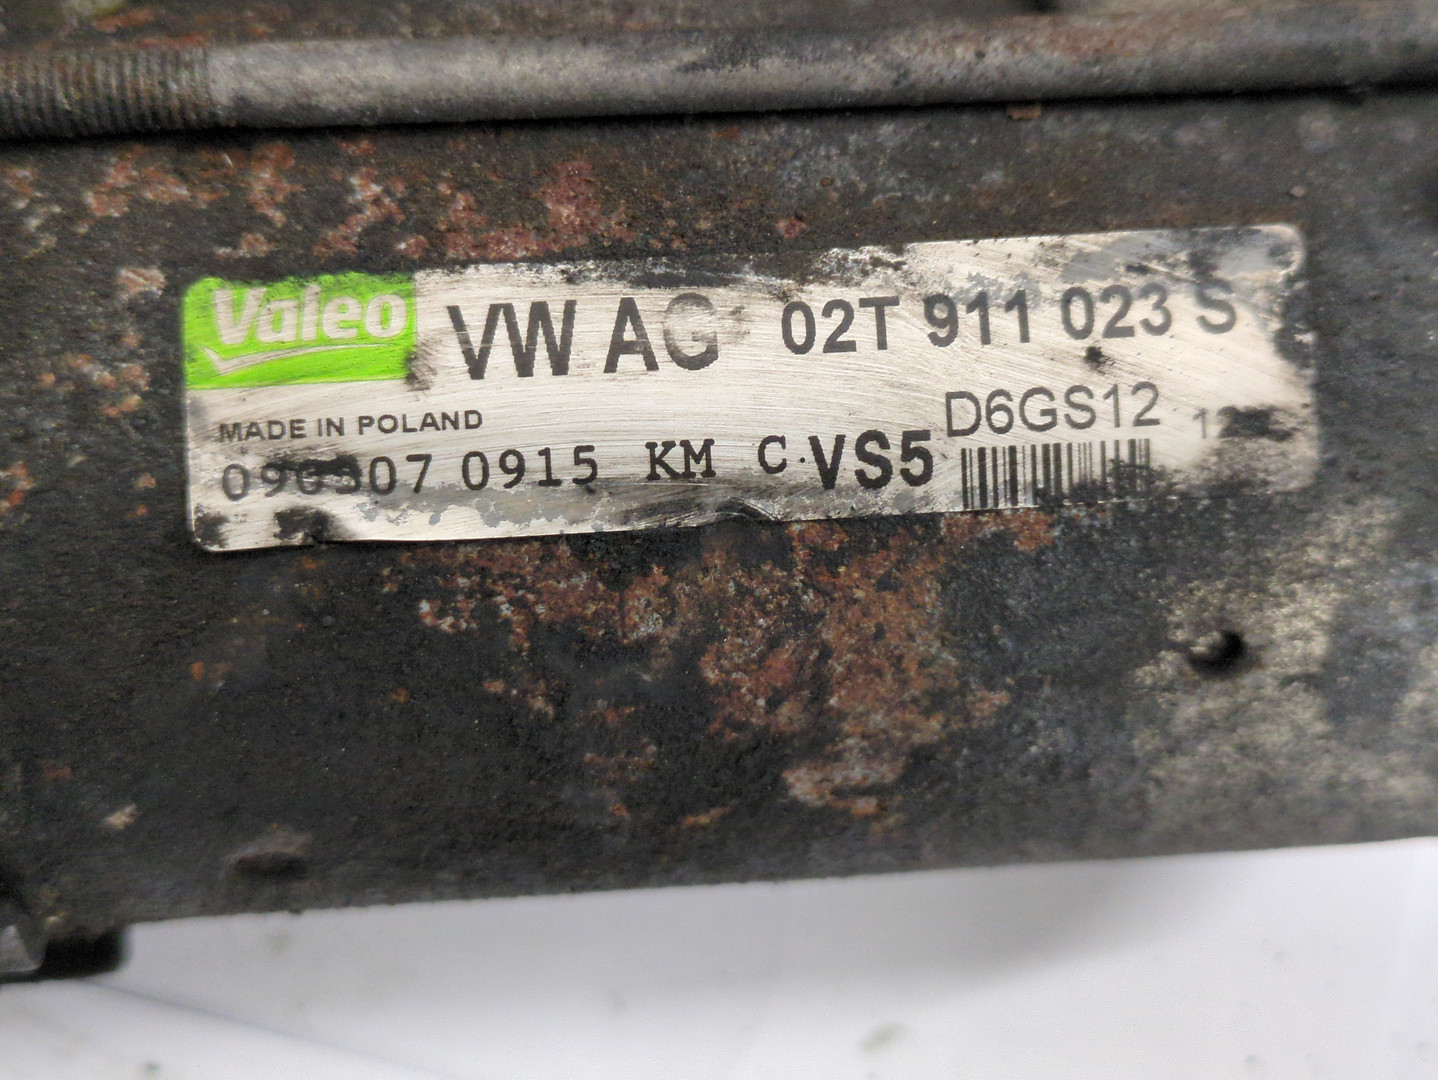 Valeo VW AG 02T 911 023 S
MADE IN POLAND D6GS12
0915 KM C. VS5